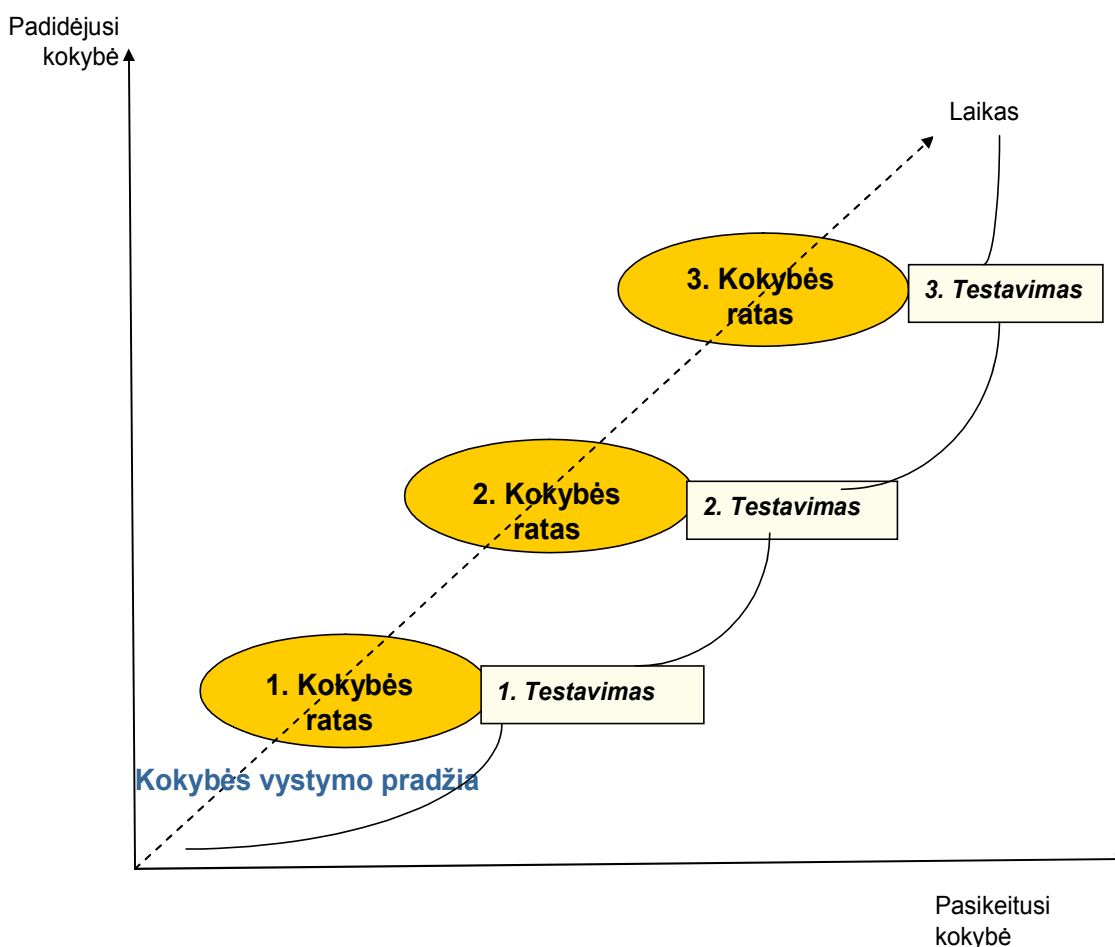 Padidėjusi
kokybė
Laikas
3. Kokybės
ratas
3. Testavimas
2. Kokybės
ratas
2. Testavimas
1. Kokybės
ratas
1. Testavimas
Kokybės vystymo pradžia
Pasikeitusi
kokybė